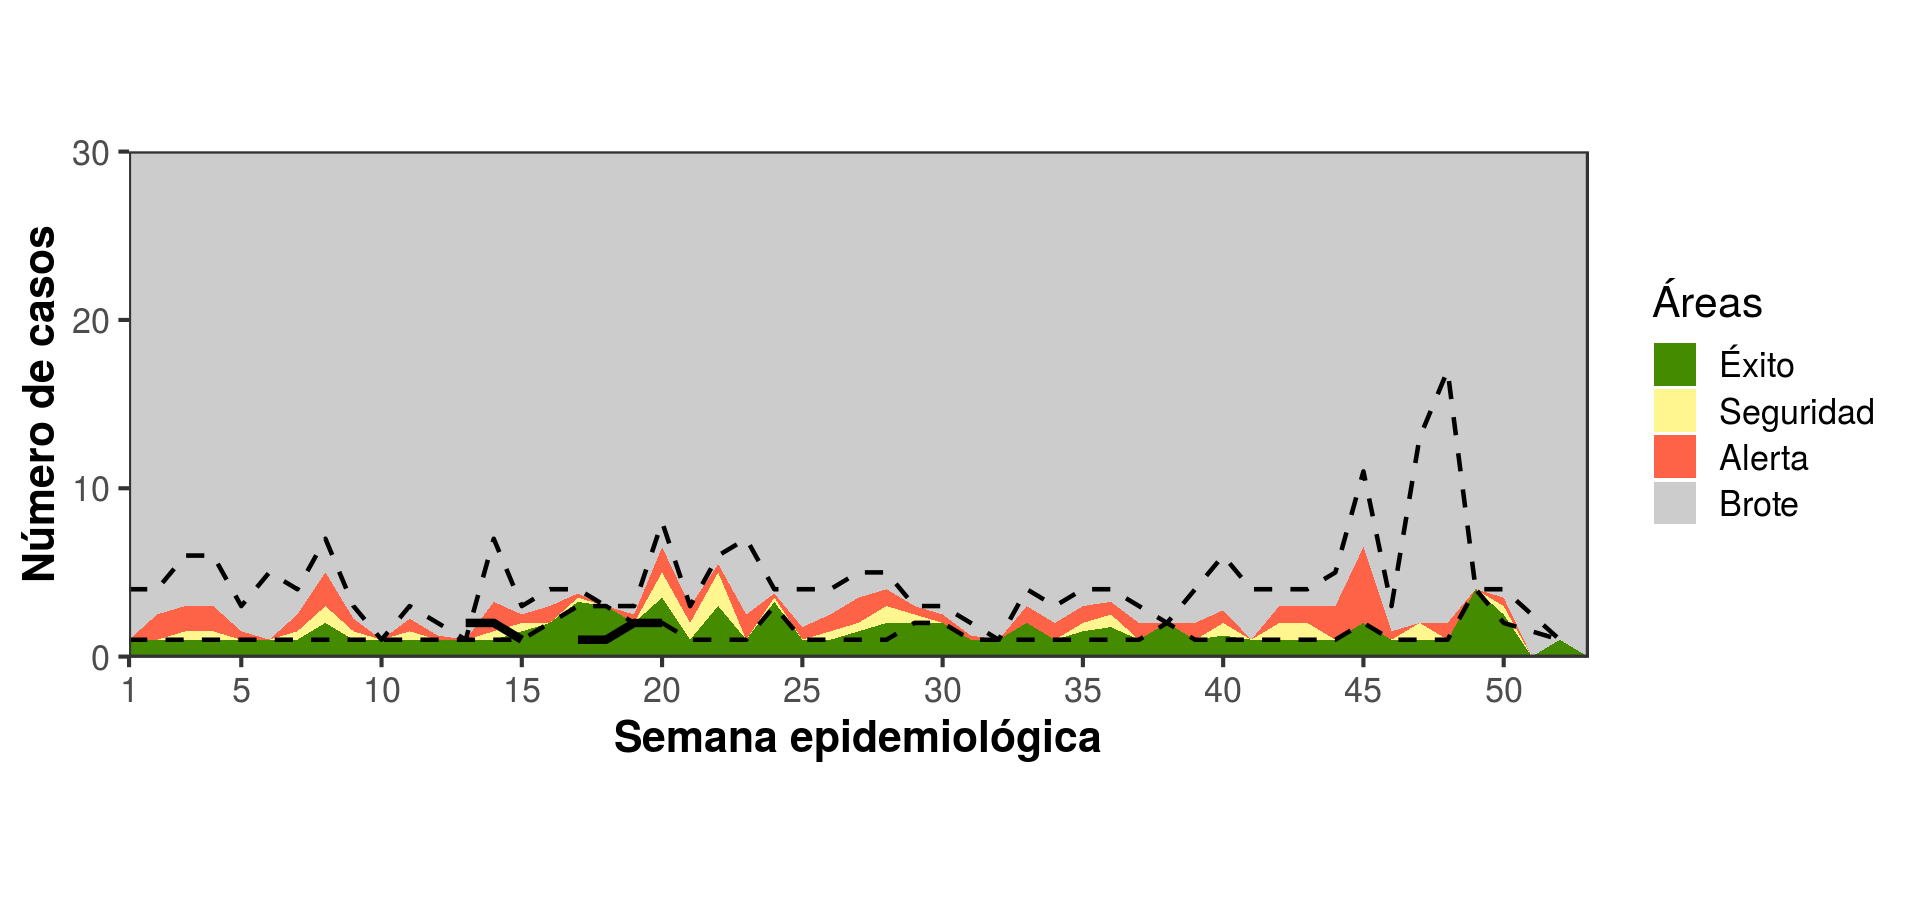 Número de casos
30
20
10
0
1 5 10 15 20 25 30 35 40 45 50
Semana epidemiológica
Áreas
Éxito
Seguridad
Alerta
Brote